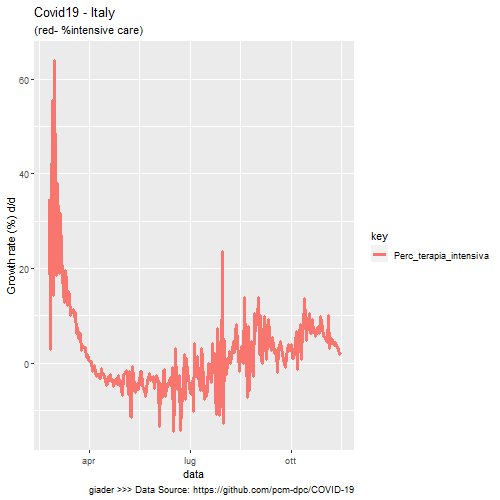 Covid19 - Italy
(red- %intensive care)
Growth rate (%) d/d
60
40
20
0
apr
lug
ott
data
key
Perc_terapia_intensiva
giader >>> Data Source: https://github.com/pcm-dpc/COVID-19